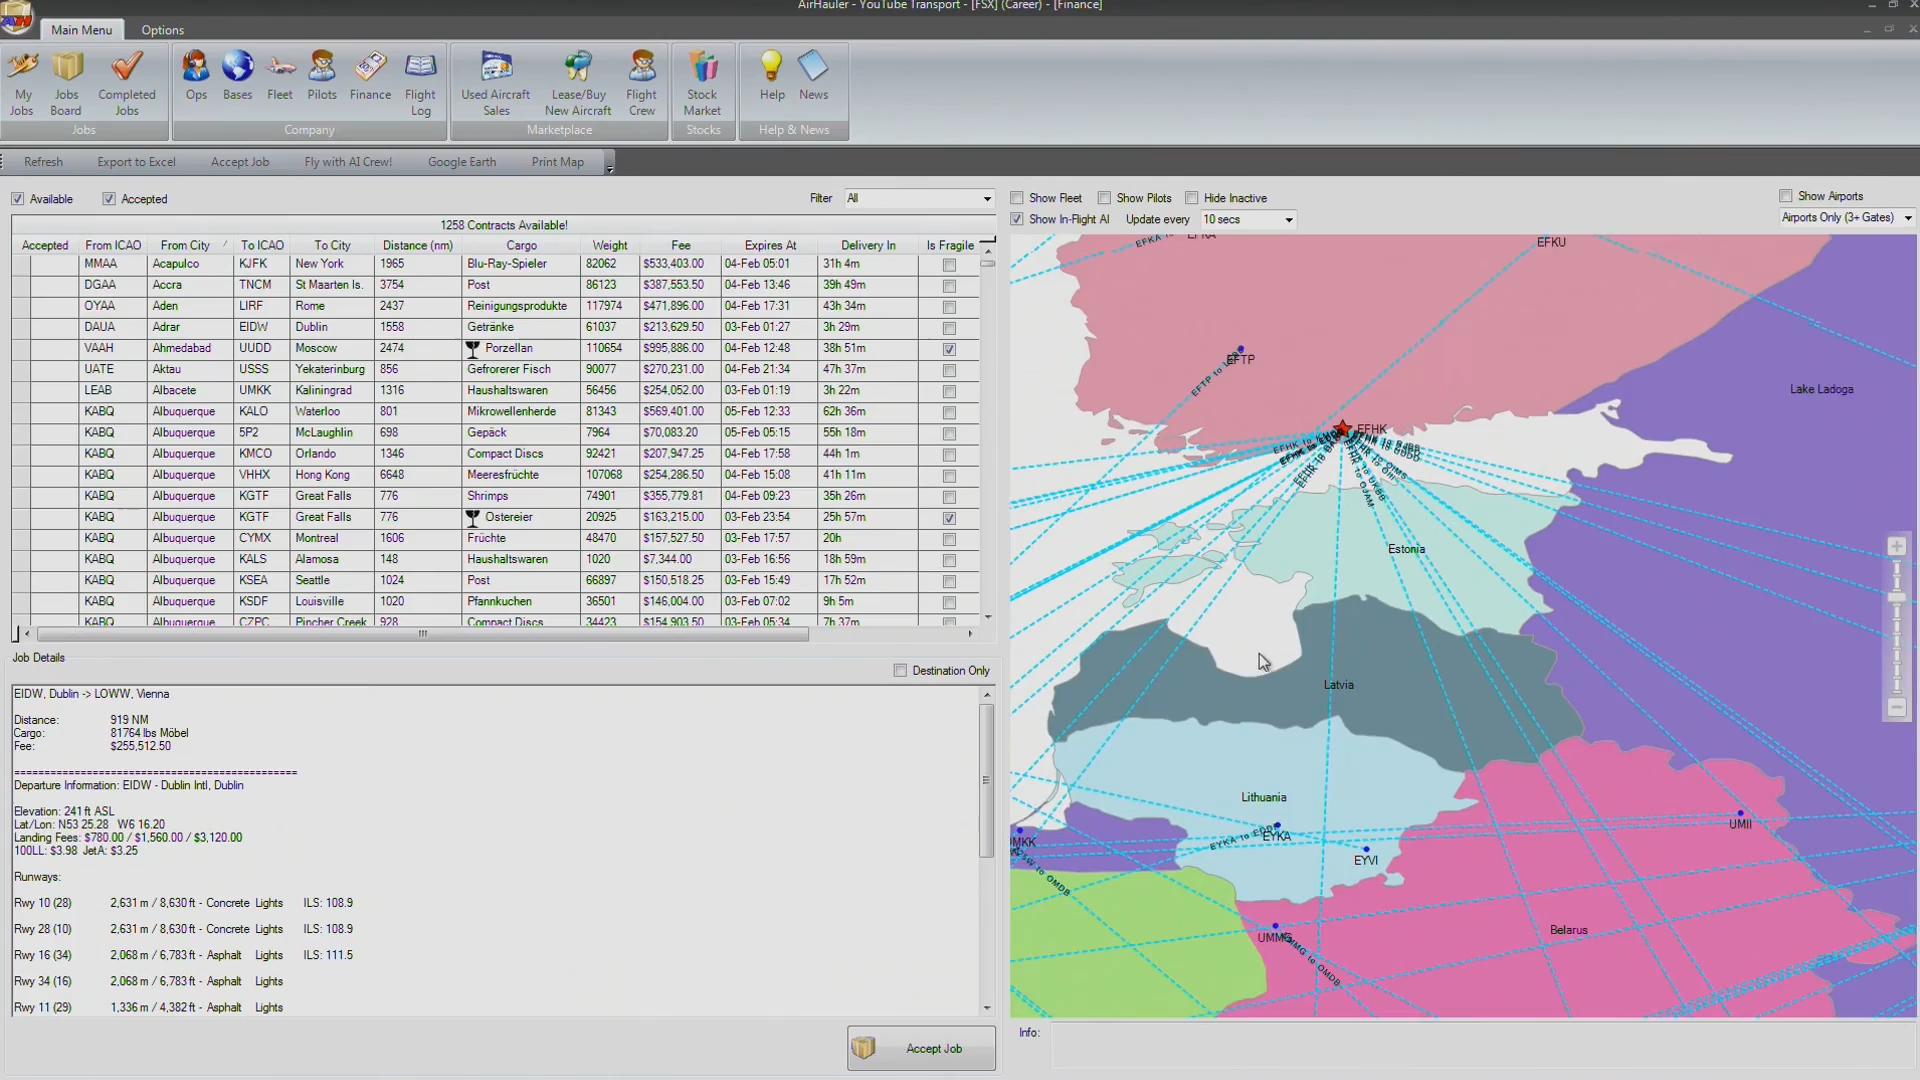 AirHauler - YouTube Transport - [FSX] (Career) - [Finance]
Main Menu Options
My Jobs
Jobs Board
Completed Jobs
Ops
Bases
Fleet
Pilots
Finance
Flight Log
Used Aircraft Sales
Lease/Buy New Aircraft
Flight Crew
Stock Market
Help
News
Jobs Company Marketplace Stocks Help & News
Refresh Export to Excel Accept Job Fly with AI Crew! Google Earth Print Map
Available Accepted Filter All
1258 Contracts Available!
Accepted From ICAO From City To ICAO To City Distance (nm) Cargo Weight Fee Expires At Delivery In Is Fragile
MMAA Acapulco KJFK New York 1965 Blu-Ray-Spieler 82062 $533,403.00 04-Feb 05:01 31h 4m
DGAA Accra TNCM St Maarten Is. 3754 Post 86123 $387,553.50 04-Feb 13:46 39h 49m
OYAA Aden LIRF Rome 2437 Reinigungsprodukte 117974 $471,896.00 04-Feb 17:31 43h 34m
DAUA Adrar EIDW Dublin 1558 Getränke 61037 $213,629.50 03-Feb 01:27 3h 29m
VAAH Ahmedabad UUDD Moscow 2474 Porzellan 110654 $995,886.00 04-Feb 12:48 38h 51m
UATE Aktau USSS Yekaterinburg 856 Gefrorerer Fisch 90077 $270,231.00 04-Feb 21:34 47h 37m
LEAB Albacete UMKK Kaliningrad 1316 Haushaltswaren 56456 $254,052.00 03-Feb 01:19 3h 22m
KABQ Albuquerque KALO Waterloo 801 Mikrowellenherde 81343 $569,401.00 05-Feb 12:33 62h 36m
KABQ Albuquerque 5P2 McLaughlin 698 Gepäck 7964 $70,083.20 05-Feb 05:15 55h 18m
KABQ Albuquerque KMCO Orlando 1346 Compact Discs 92421 $207,947.25 04-Feb 17:58 44h 1m
KABQ Albuquerque VHHX Hong Kong 6648 Meeresfrüchte 107068 $254,286.50 04-Feb 15:08 41h 11m
KABQ Albuquerque KGTF Great Falls 776 Shrimps 74901 $355,779.81 04-Feb 09:23 35h 26m
KABQ Albuquerque KGTF Great Falls 776 Ostereier 20925 $163,215.00 03-Feb 23:54 25h 57m
KABQ Albuquerque CYMX Montreal 1606 Früchte 48470 $157,527.50 03-Feb 17:57 20h
KABQ Albuquerque KALS Alamosa 148 Haushaltswaren 1020 $7,344.00 03-Feb 16:56 18h 59m
KABQ Albuquerque KSEA Seattle 1024 Post 66897 $150,518.25 03-Feb 15:49 17h 52m
KABQ Albuquerque KSDF Louisville 1020 Pfannkuchen 36501 $146,004.00 03-Feb 07:02 9h 5m
KABQ Albuquerque CZPC Pincher Creek 928 Compact Discs 34423 $154,903.50 03-Feb 05:34 7h 37m
Job Details
Destination Only
EIDW, Dublin -> LOWW, Vienna
Distance: 919 NM
Cargo: 81764 lbs Möbel
Fee: $255,512.50
Departure Information: EIDW - Dublin Intl, Dublin
Elevation: 241 ft ASL
Lat/Lon: N53 25.28 W6 16.20
Landing Fees: $780.00 / $1,560.00 / $3,120.00
100LL: $3.98 JetA: $3.25
Runways:
Rwy 10 (28) 2,631 m / 8,630 ft - Concrete Lights ILS: 108.9
Rwy 28 (10) 2,631 m / 8,630 ft - Concrete Lights ILS: 108.9
Rwy 16 (34) 2,068 m / 6,783 ft - Asphalt Lights ILS: 111.5
Rwy 34 (16) 2,068 m / 6,783 ft - Asphalt Lights
Rwy 11 (29) 1,336 m / 4,382 ft - Asphalt Lights
Accept Job
Show Fleet Show Pilots Hide Inactive Show Airports
Show In-Flight AI Update every 10 secs Airports Only (3+ Gates)
EFKU
EFTP
Lake Ladoga
EFHK
Estonia
Latvia
Lithuania
EYKA
EYVI
UMII
UMMG
UMMG to OMDB
Belarus
Info: